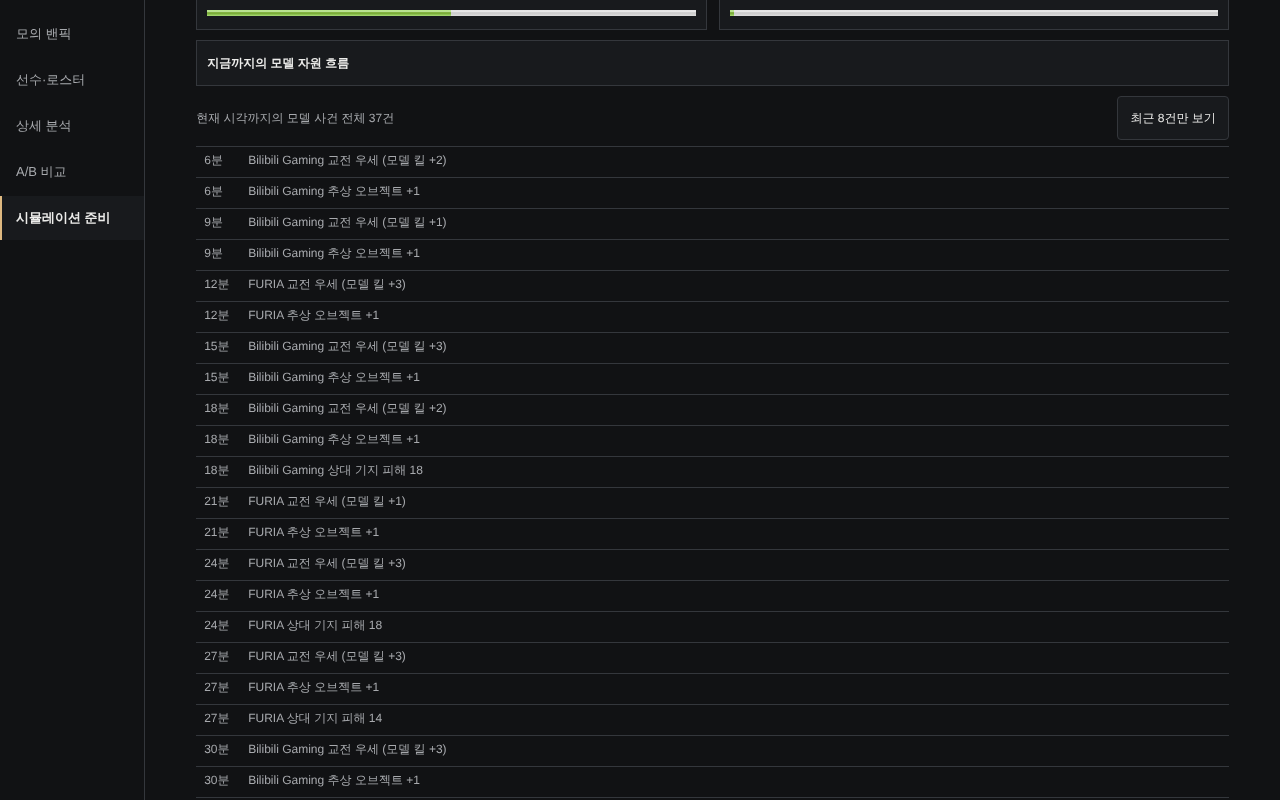 모의 밴픽
선수·로스터
상세 분석
A/B 비교
시뮬레이션 준비
지금까지의 모델 자원 흐름
현재 시각까지의 모델 사건 전체 37건
최근 8건만 보기
6분 Bilibili Gaming 교전 우세 (모델 킬 +2)
6분 Bilibili Gaming 추상 오브젝트 +1
9분 Bilibili Gaming 교전 우세 (모델 킬 +1)
9분 Bilibili Gaming 추상 오브젝트 +1
12분 FURIA 교전 우세 (모델 킬 +3)
12분 FURIA 추상 오브젝트 +1
15분 Bilibili Gaming 교전 우세 (모델 킬 +3)
15분 Bilibili Gaming 추상 오브젝트 +1
18분 Bilibili Gaming 교전 우세 (모델 킬 +2)
18분 Bilibili Gaming 추상 오브젝트 +1
18분 Bilibili Gaming 상대 기지 피해 18
21분 FURIA 교전 우세 (모델 킬 +1)
21분 FURIA 추상 오브젝트 +1
24분 FURIA 교전 우세 (모델 킬 +3)
24분 FURIA 추상 오브젝트 +1
24분 FURIA 상대 기지 피해 18
27분 FURIA 교전 우세 (모델 킬 +3)
27분 FURIA 추상 오브젝트 +1
27분 FURIA 상대 기지 피해 14
30분 Bilibili Gaming 교전 우세 (모델 킬 +3)
30분 Bilibili Gaming 추상 오브젝트 +1